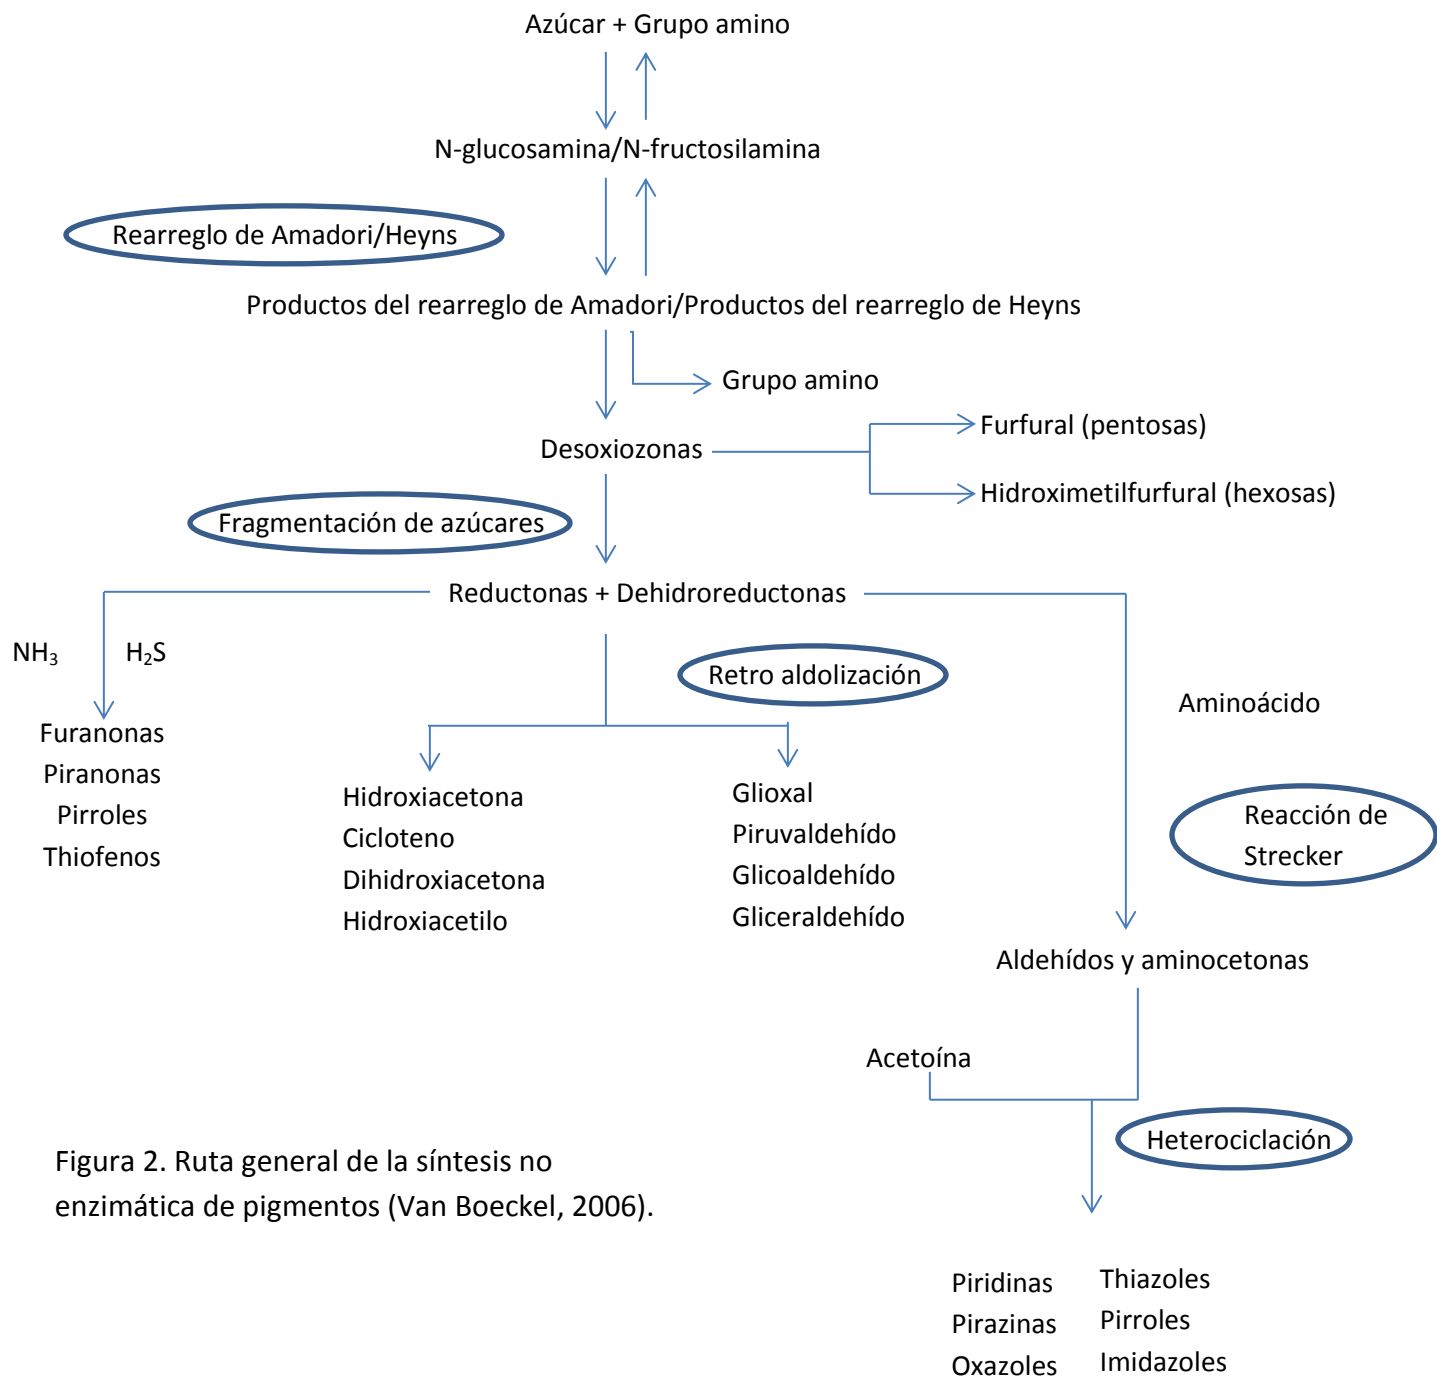 Azúcar + Grupo amino
N-glucosamina/N-fructosilamina
Rearreglo de Amadori/Heyns
Productos del rearreglo de Amadori/Productos del rearreglo de Heyns
Grupo amino
Furfural (pentosas)
Desoxiozonas
Hidroximetilfurfural (hexosas)
Fragmentación de azúcares
Reductonas + Dehidroreductonas
NH₃
H₂S
Retro aldolización
Aminoácido
Furanonas
Piranonas
Pirroles
Thiofenos
Hidroxiacetona
Cicloteno
Dihidroxiacetona
Hidroxiacetilo
Glioxal
Piruvaldehído
Glicoaldehído
Gliceraldehído
Reacción de
Strecker
Aldehídos y aminocetonas
Acetoína
Heterociclación
Figura 2. Ruta general de la síntesis no
enzimática de pigmentos (Van Boeckel, 2006).
Piridinas
Pirazinas
Oxazoles
Thiazoles
Pirroles
Imidazoles